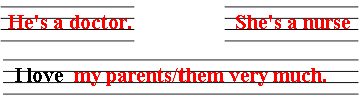 He's a doctor. She's a nurse
I love my parents/them very much.